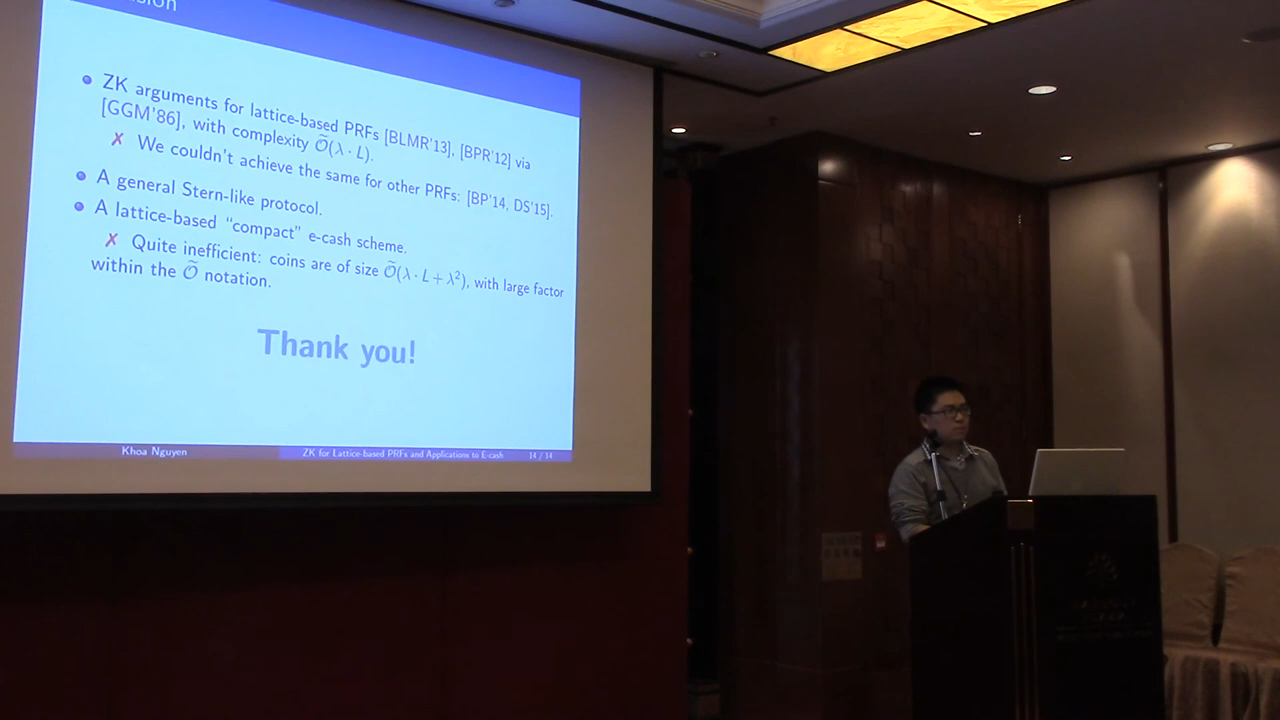 ZK arguments for lattice-based PRFs [BLMR'13], [BPR'12] via
[GGM'86], with complexity Õ(λ · L).
✗ We couldn't achieve the same for other PRFs: [BP'14, DS'15].
A general Stern-like protocol.
A lattice-based "compact" e-cash scheme.
✗ Quite inefficient: coins are of size Õ(λ · L + λ²), with large factor
within the Õ notation.
Thank you!
Khoa Nguyen ZK for Lattice-based PRFs and Applications to E-cash 14 / 14